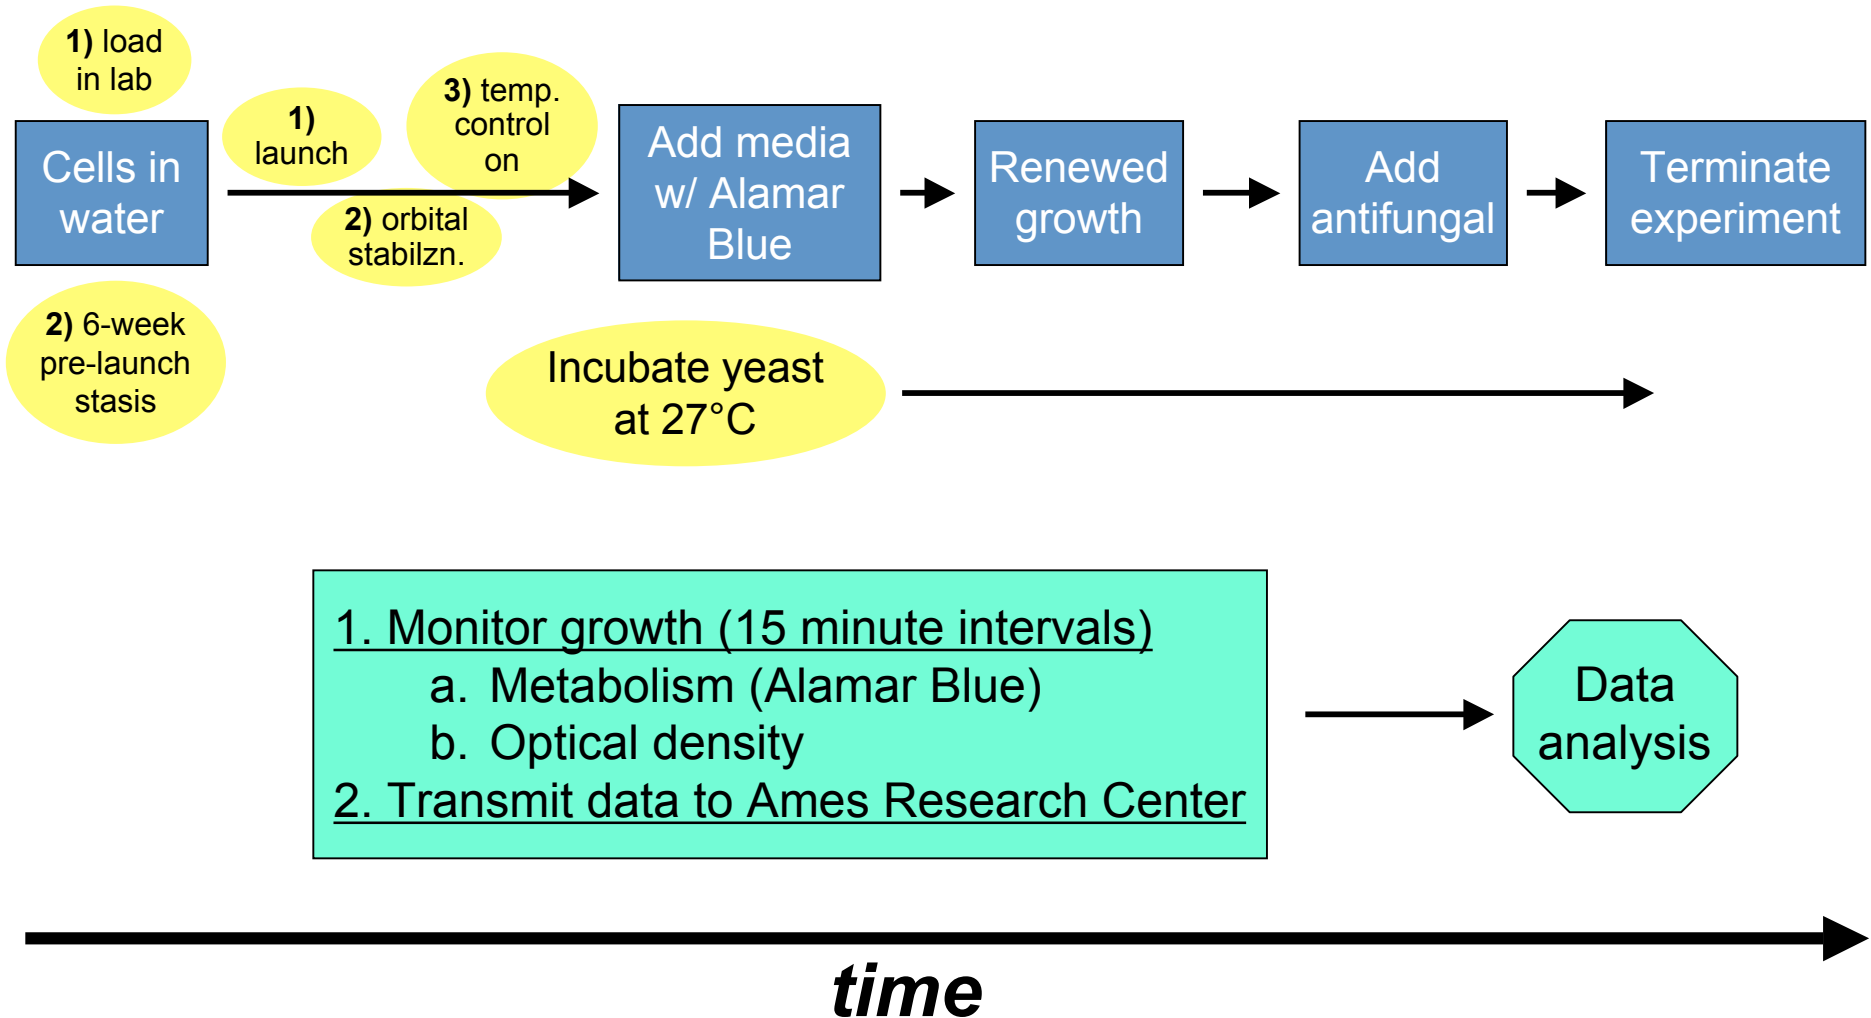 1) load
in lab
Cells in
water
2) 6-week
pre-launch
stasis
1)
launch
2) orbital
stabilzn.
3) temp.
control
on
Add media
w/ Alamar
Blue
Renewed
growth
Add
antifungal
Terminate
experiment
Incubate yeast
at 27°C
1. Monitor growth (15 minute intervals)
a. Metabolism (Alamar Blue)
b. Optical density
2. Transmit data to Ames Research Center
Data
analysis
time